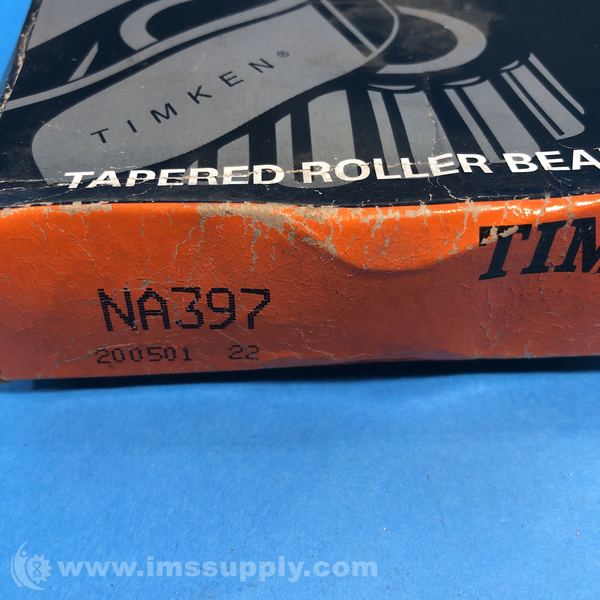 TIMKEN®
TAPERED ROLLER BEA
TIM
NA397
200501 22
www.imssupply.com